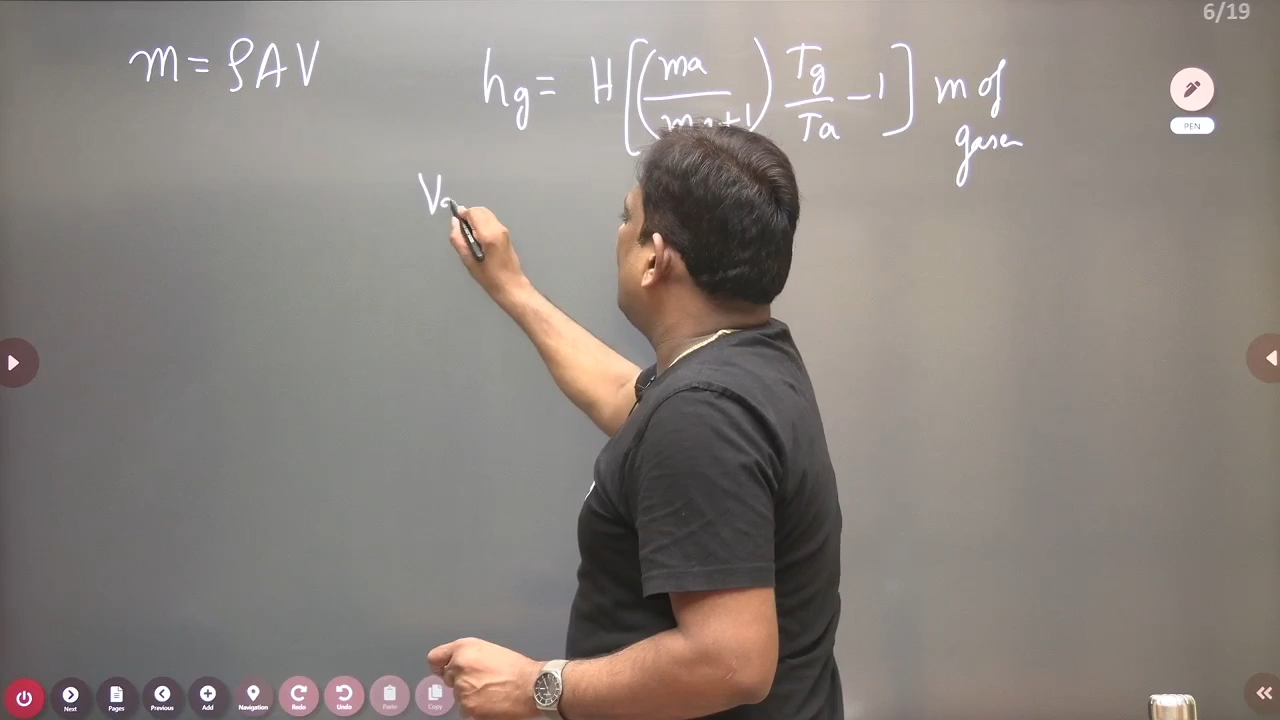 6/19
m = ρAV
hg = H[(ma/ma+1) Tg/Ta - 1] m of
gases
PEN
V
Next
Pages
Previous
Add
Navigation
Redo
Undo
Paste
Copy